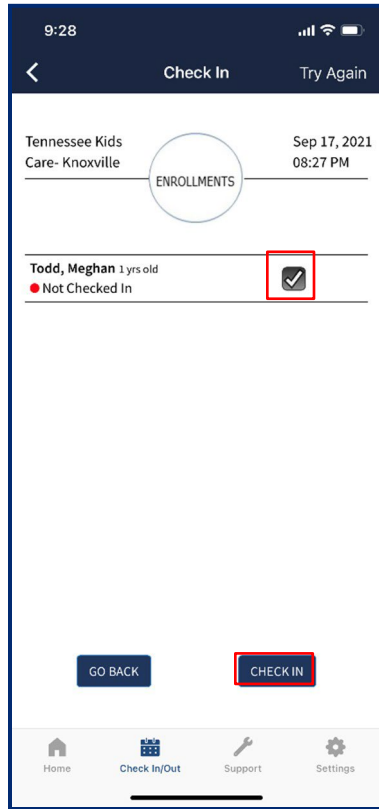 9:28
Check In
Try Again
Tennessee Kids
Care- Knoxville
ENROLLMENTS
Sep 17, 2021
08:27 PM
Todd, Meghan 1 yrs old
Not Checked In
GO BACK
CHECK IN
Home
Check In/Out
Support
Settings